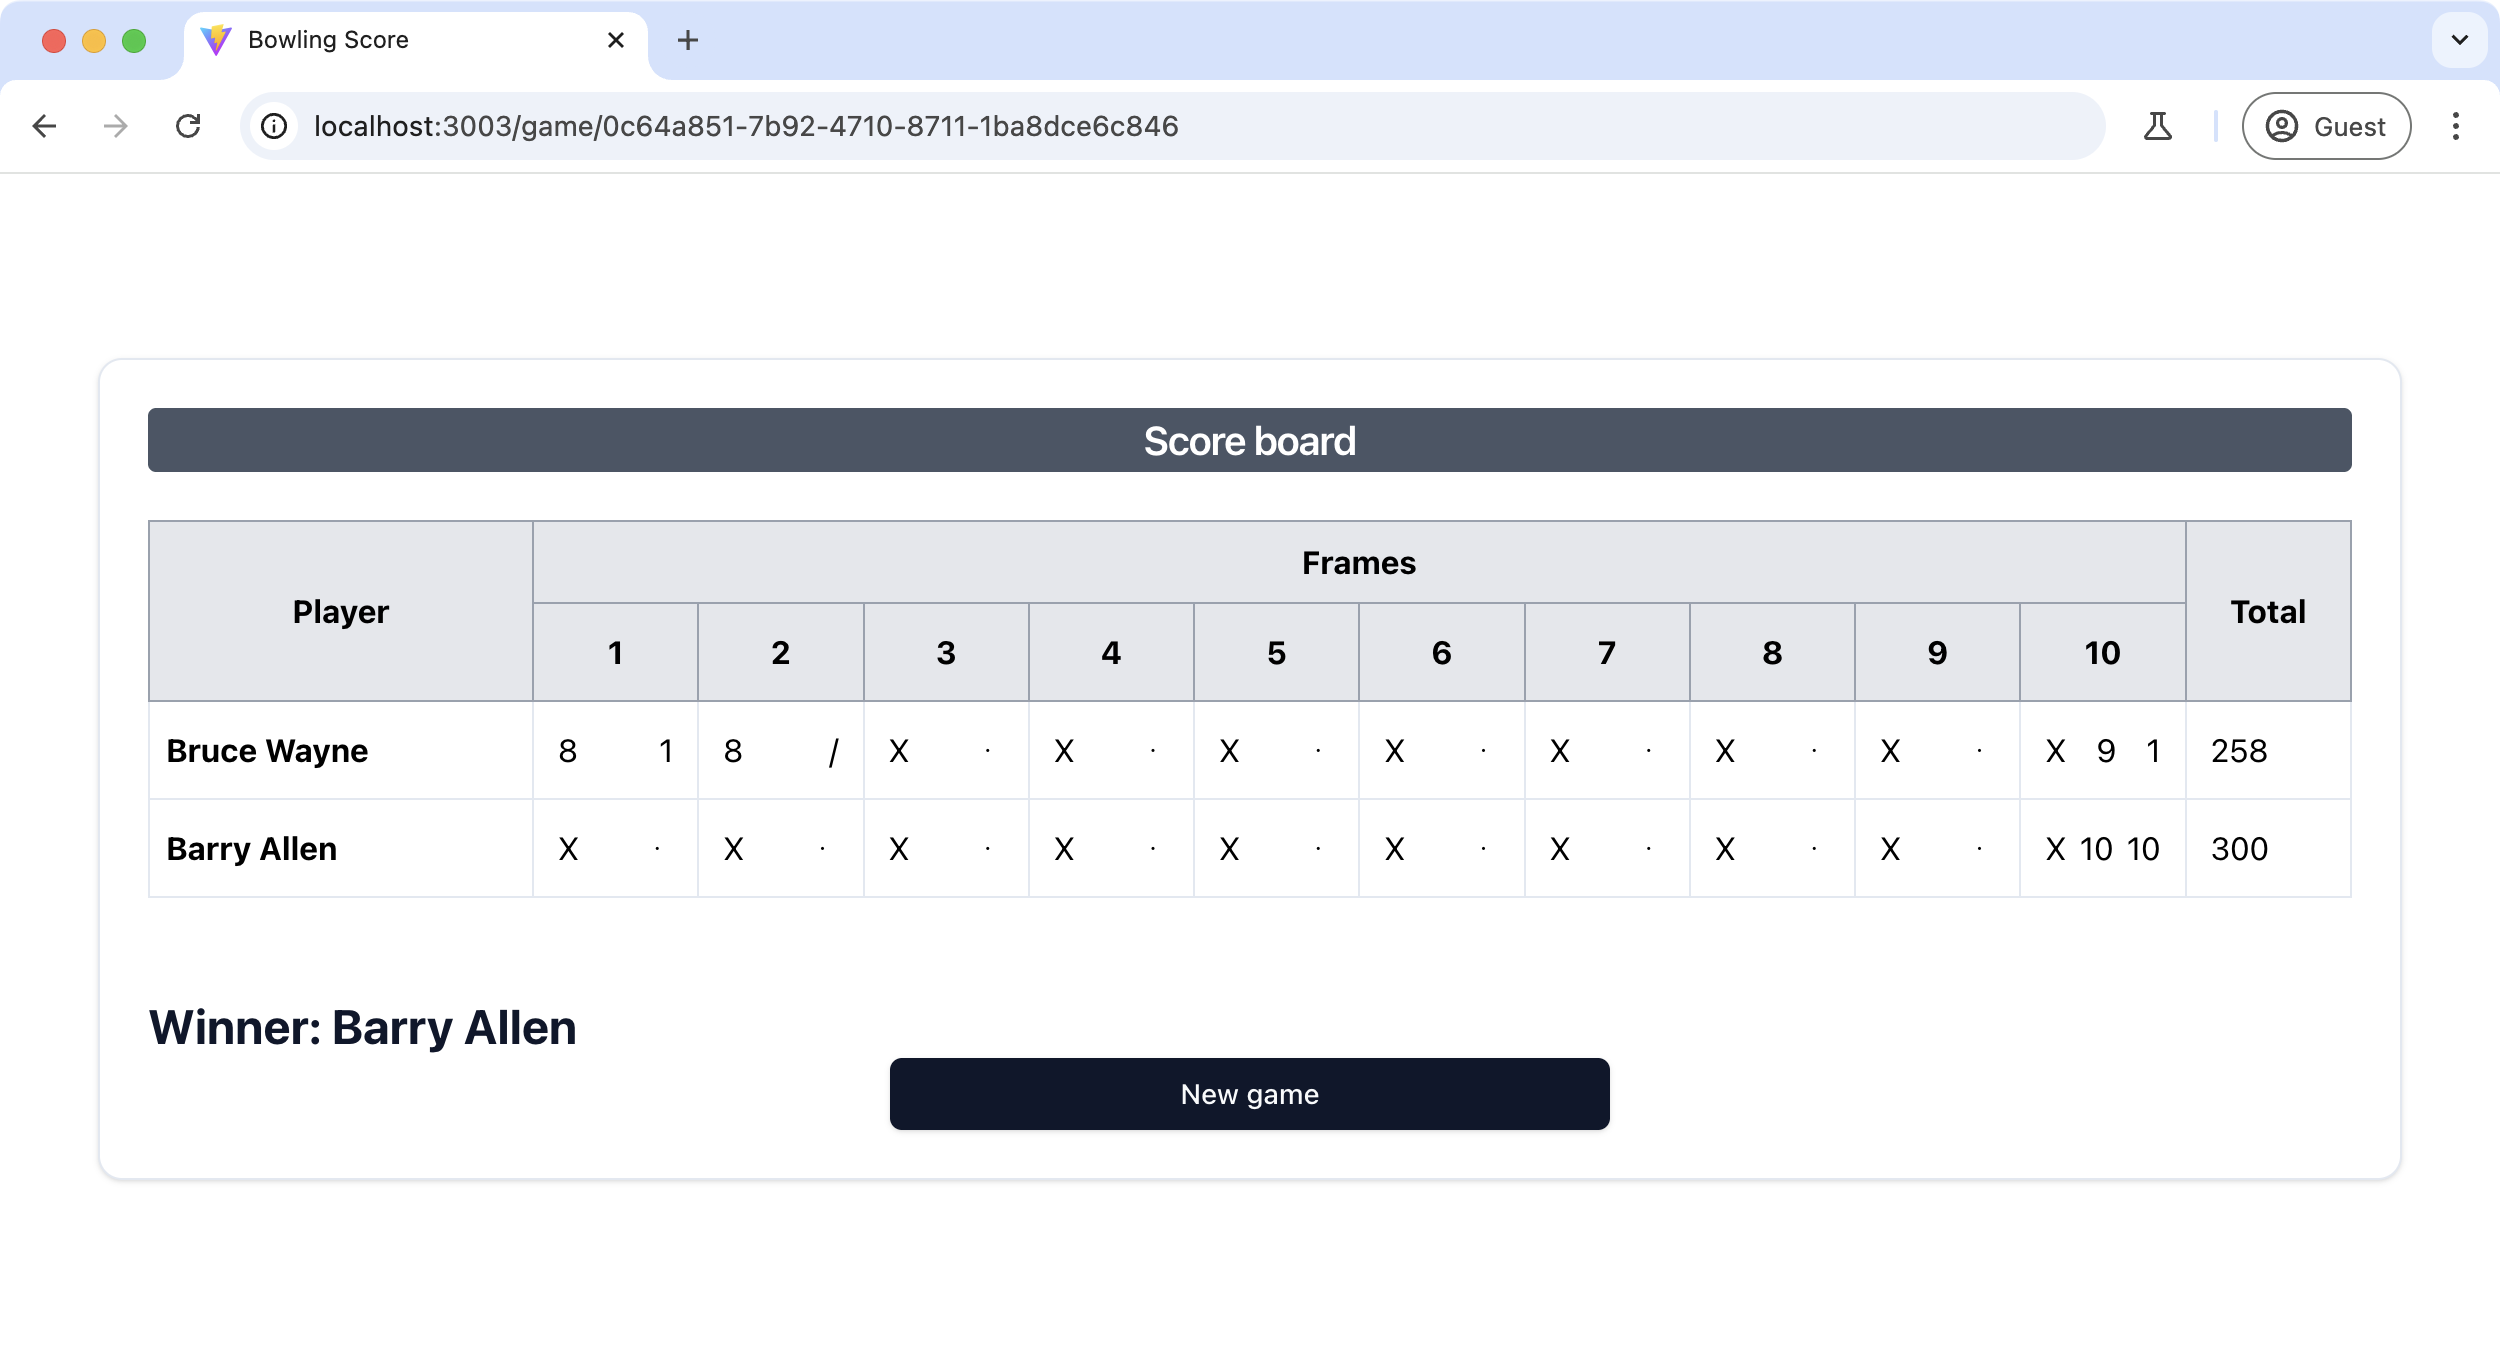 Bowling Score
localhost:3003/game/0c64a851-7b92-4710-8711-1ba8dce6c846
Guest
Score board
Player Frames Total
1 2 3 4 5 6 7 8 9 10
Bruce Wayne 8 1 8 / X · X · X · X · X · X · X · X 9 1 258
Barry Allen X · X · X · X · X · X · X · X · X · X 10 10 300
Winner: Barry Allen
New game